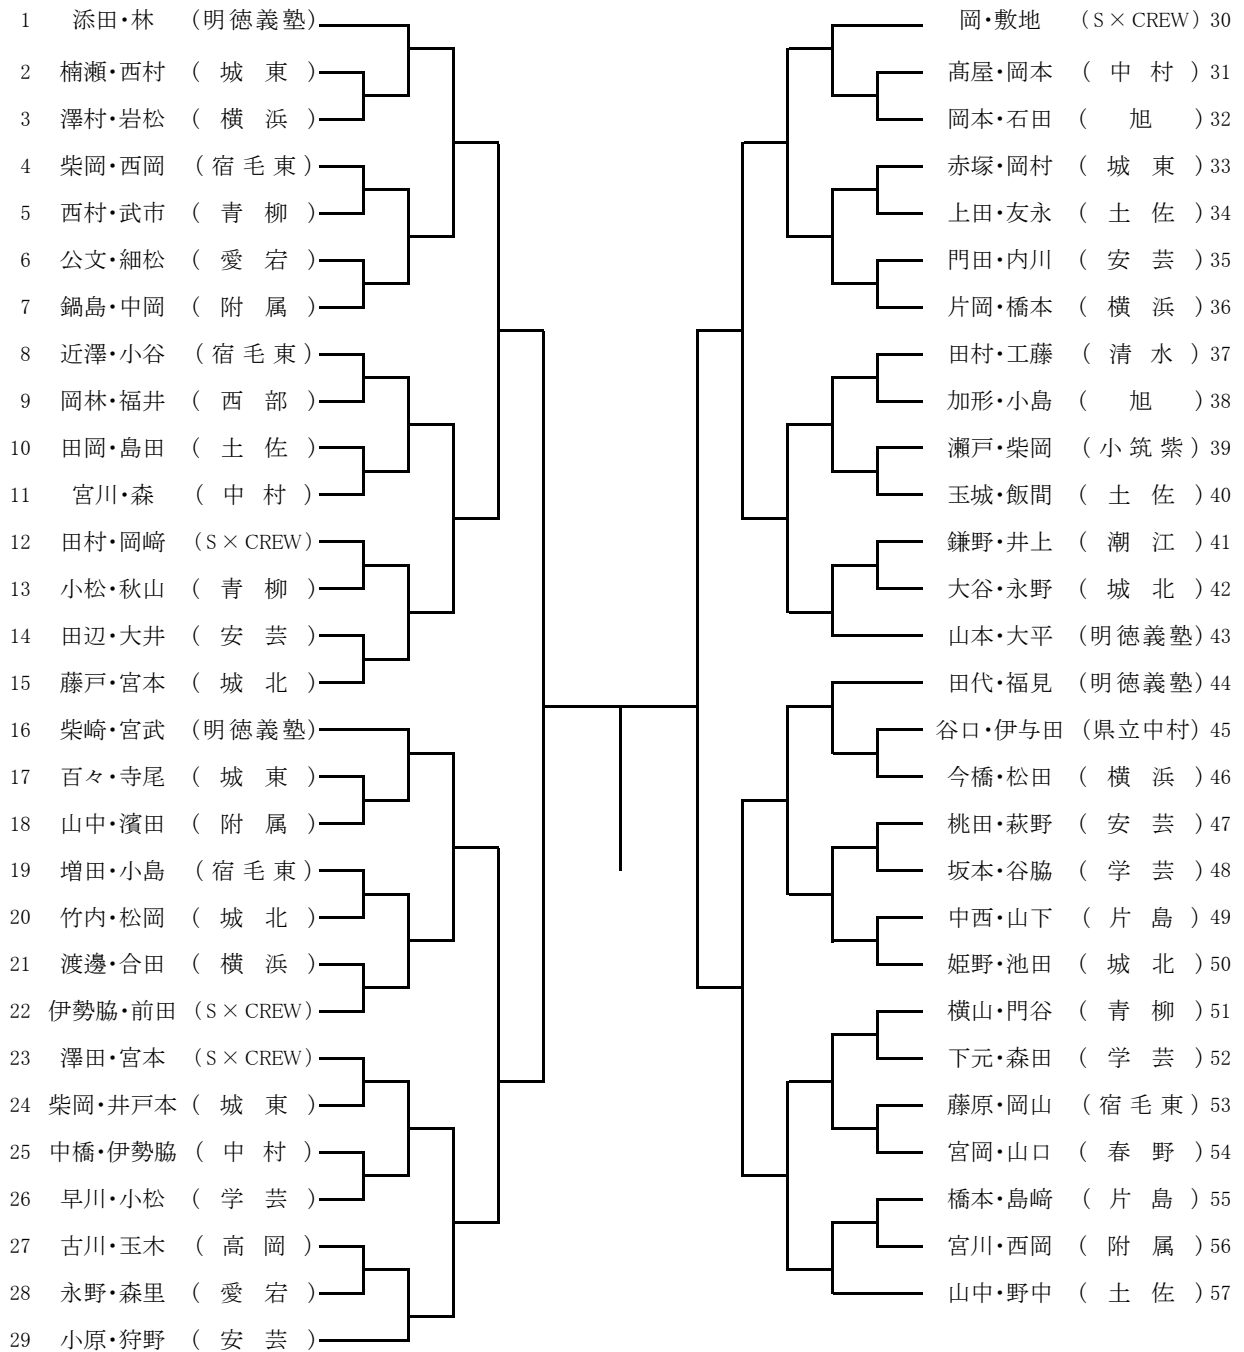 1 添田・林 (明徳義塾)
2 楠瀬・西村 (城東)
3 澤村・岩松 (横浜)
4 柴岡・西岡 (宿毛東)
5 西村・武市 (青柳)
6 公文・細松 (愛宕)
7 鍋島・中岡 (附属)
8 近澤・小谷 (宿毛東)
9 岡林・福井 (西部)
10 田岡・島田 (土佐)
11 宮川・森 (中村)
12 田村・岡﨑 (S×CREW)
13 小松・秋山 (青柳)
14 田辺・大井 (安芸)
15 藤戸・宮本 (城北)
16 柴崎・宮武 (明徳義塾)
17 百々・寺尾 (城東)
18 山中・濱田 (附属)
19 増田・小島 (宿毛東)
20 竹内・松岡 (城北)
21 渡邊・合田 (横浜)
22 伊勢脇・前田 (S×CREW)
23 澤田・宮本 (S×CREW)
24 柴岡・井戸本 (城東)
25 中橋・伊勢脇 (中村)
26 早川・小松 (学芸)
27 古川・玉木 (高岡)
28 永野・森里 (愛宕)
29 小原・狩野 (安芸)
岡・敷地 (S×CREW) 30
髙屋・岡本 (中村) 31
岡本・石田 (旭) 32
赤塚・岡村 (城東) 33
上田・友永 (土佐) 34
門田・内川 (安芸) 35
片岡・橋本 (横浜) 36
田村・工藤 (清水) 37
加形・小島 (旭) 38
瀬戸・柴岡 (小筑紫) 39
玉城・飯間 (土佐) 40
鎌野・井上 (潮江) 41
大谷・永野 (城北) 42
山本・大平 (明徳義塾) 43
田代・福見 (明徳義塾) 44
谷口・伊与田 (県立中村) 45
今橋・松田 (横浜) 46
桃田・萩野 (安芸) 47
坂本・谷脇 (学芸) 48
中西・山下 (片島) 49
姫野・池田 (城北) 50
横山・門谷 (青柳) 51
下元・森田 (学芸) 52
藤原・岡山 (宿毛東) 53
宮岡・山口 (春野) 54
橋本・島﨑 (片島) 55
宮川・西岡 (附属) 56
山中・野中 (土佐) 57